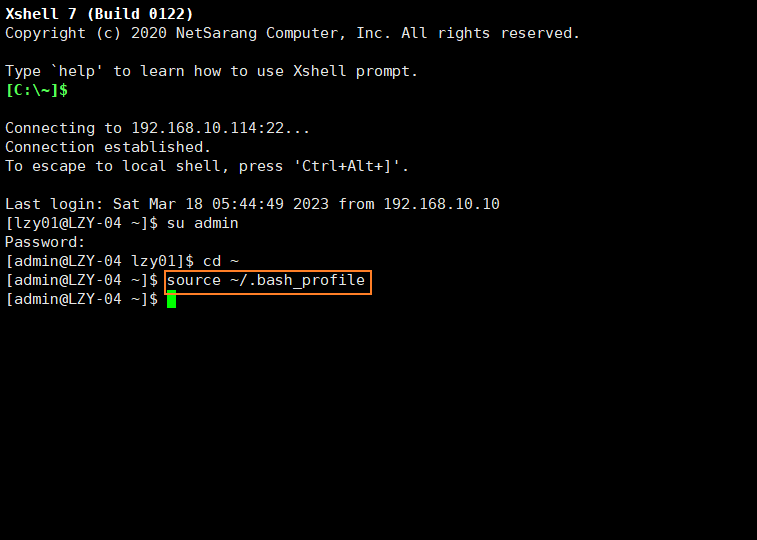 Xshell 7 (Build 0122)
Copyright (c) 2020 NetSarang Computer, Inc. All rights reserved.
Type `help' to learn how to use Xshell prompt.
[C:\~]$
Connecting to 192.168.10.114:22...
Connection established.
To escape to local shell, press 'Ctrl+Alt+]'.
Last login: Sat Mar 18 05:44:49 2023 from 192.168.10.10
[lzy01@LZY-04 ~]$ su admin
Password:
[admin@LZY-04 lzy01]$ cd ~
[admin@LZY-04 ~]$ source ~/.bash_profile
[admin@LZY-04 ~]$